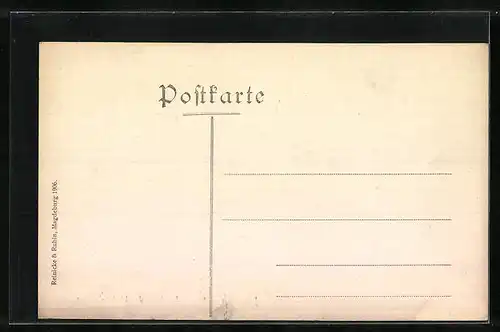 Postkarte
Reinicke & Rubin, Magdeburg 1906.